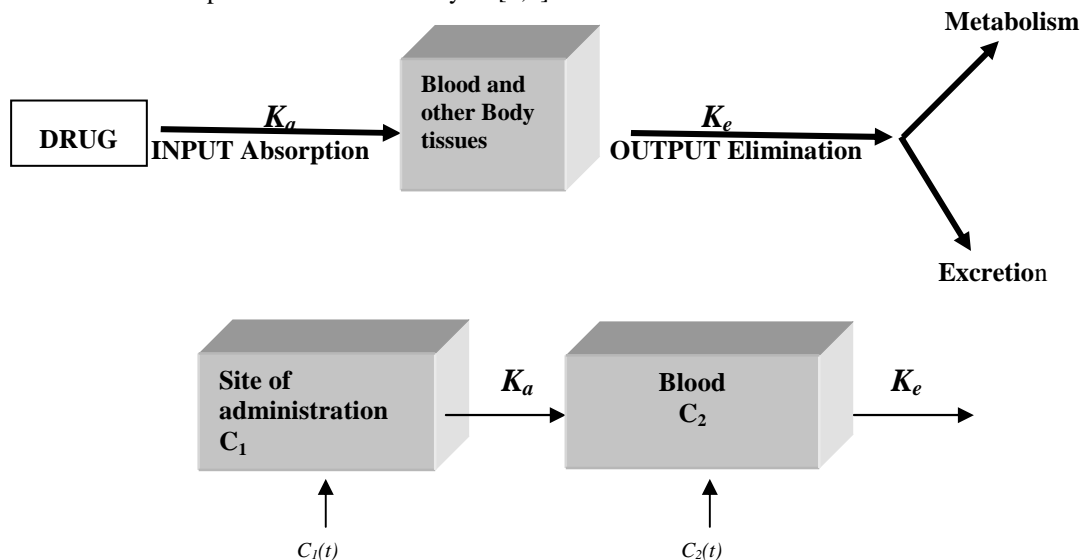 Metabolism
Blood and
other Body
tissues
DRUG
Kₐ
INPUT Absorption
Kₑ
OUTPUT Elimination
Excretion
Site of
administration
C₁
Kₐ
Blood
C₂
Kₑ
C₁(t)
C₂(t)